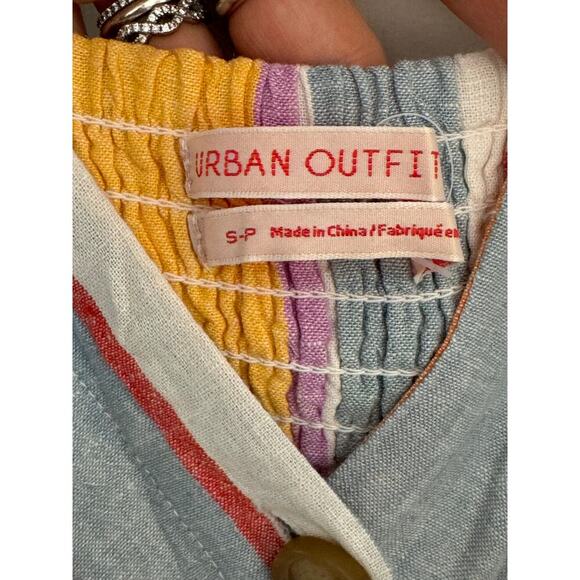 URBAN OUTFIT
S-P Made in China / Fabriqué en